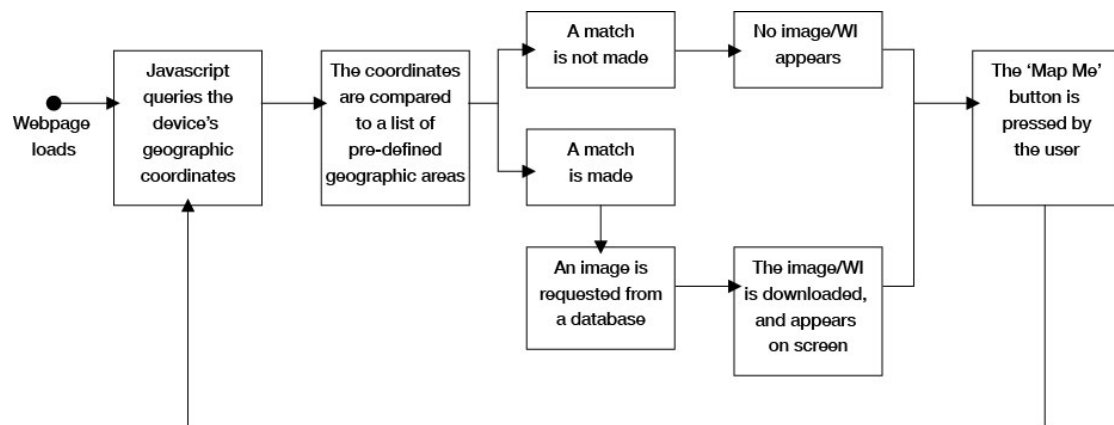 Webpage
loads
Javascript
queries the
device's
geographic
coordinates
The coordinates
are compared
to a list of
pre-defined
geographic areas
A match
is not made
No image/WI
appears
A match
is made
An image is
requested from
a database
The image/WI
is downloaded,
and appears
on screen
The ‘Map Me’
button is
pressed by
the user